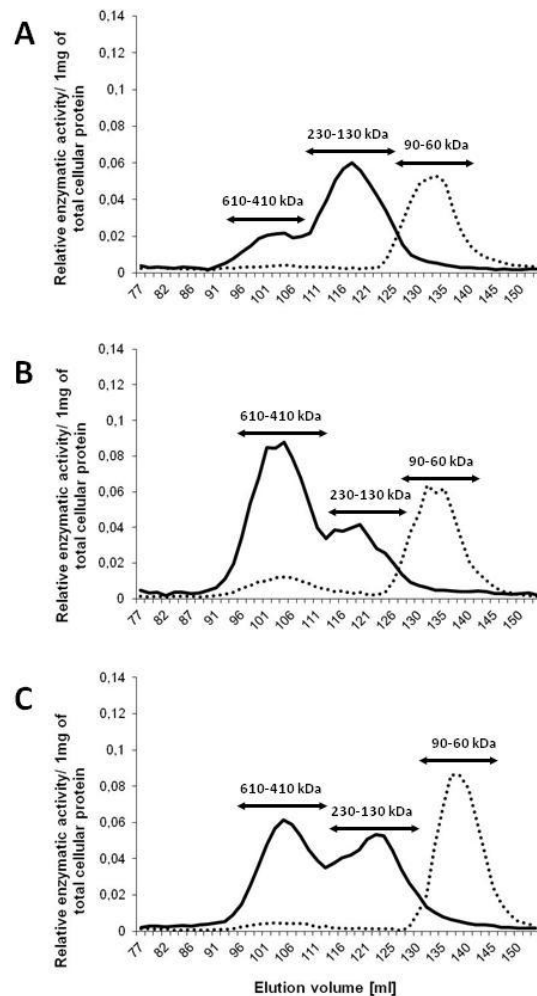 A
Relative enzymatic activity/ 1mg of
total cellular protein
0,14
0,12
0,1
0,08
0,06
0,04
0,02
0
230-130 kDa
90-60 kDa
610-410 kDa
77 82 86 91 96 101 106 111 116 121 125 130 135 140 145 150
B
Relative enzymatic activity/ 1mg of
total cellular protein
0,14
0,12
0,1
0,08
0,06
0,04
0,02
0
610-410 kDa
90-60 kDa
230-130 kDa
77 82 86 91 96 101 106 111 116 121 125 130 135 140 145 150
C
Relative enzymatic activity/ 1mg of
total cellular protein
0,14
0,12
0,1
0,08
0,06
0,04
0,02
0
90-60 kDa
610-410 kDa
230-130 kDa
77 82 86 91 96 101 106 111 116 121 125 130 135 140 145 150
Elution volume [ml]